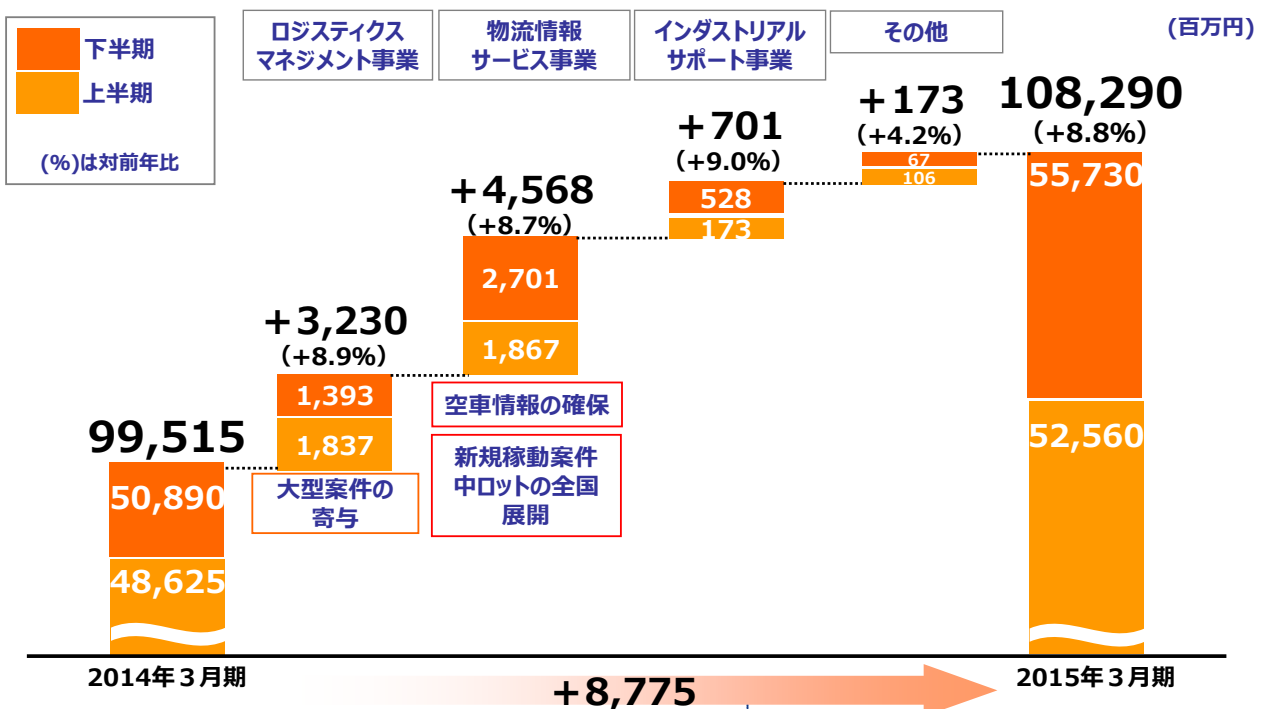 下半期
上半期
(%)は対前年比
ロジスティクス
マネジメント事業
物流情報
サービス事業
インダストリアル
サポート事業
その他
(百万円)
99,515
50,890
48,625
+3,230
(+8.9%)
1,393
1,837
大型案件の
寄与
+4,568
(+8.7%)
2,701
1,867
空車情報の確保
新規稼動案件
中ロットの全国
展開
+701
(+9.0%)
528
173
+173
(+4.2%)
67
106
108,290
(+8.8%)
55,730
52,560
2014年3月期
2015年3月期
+8,775